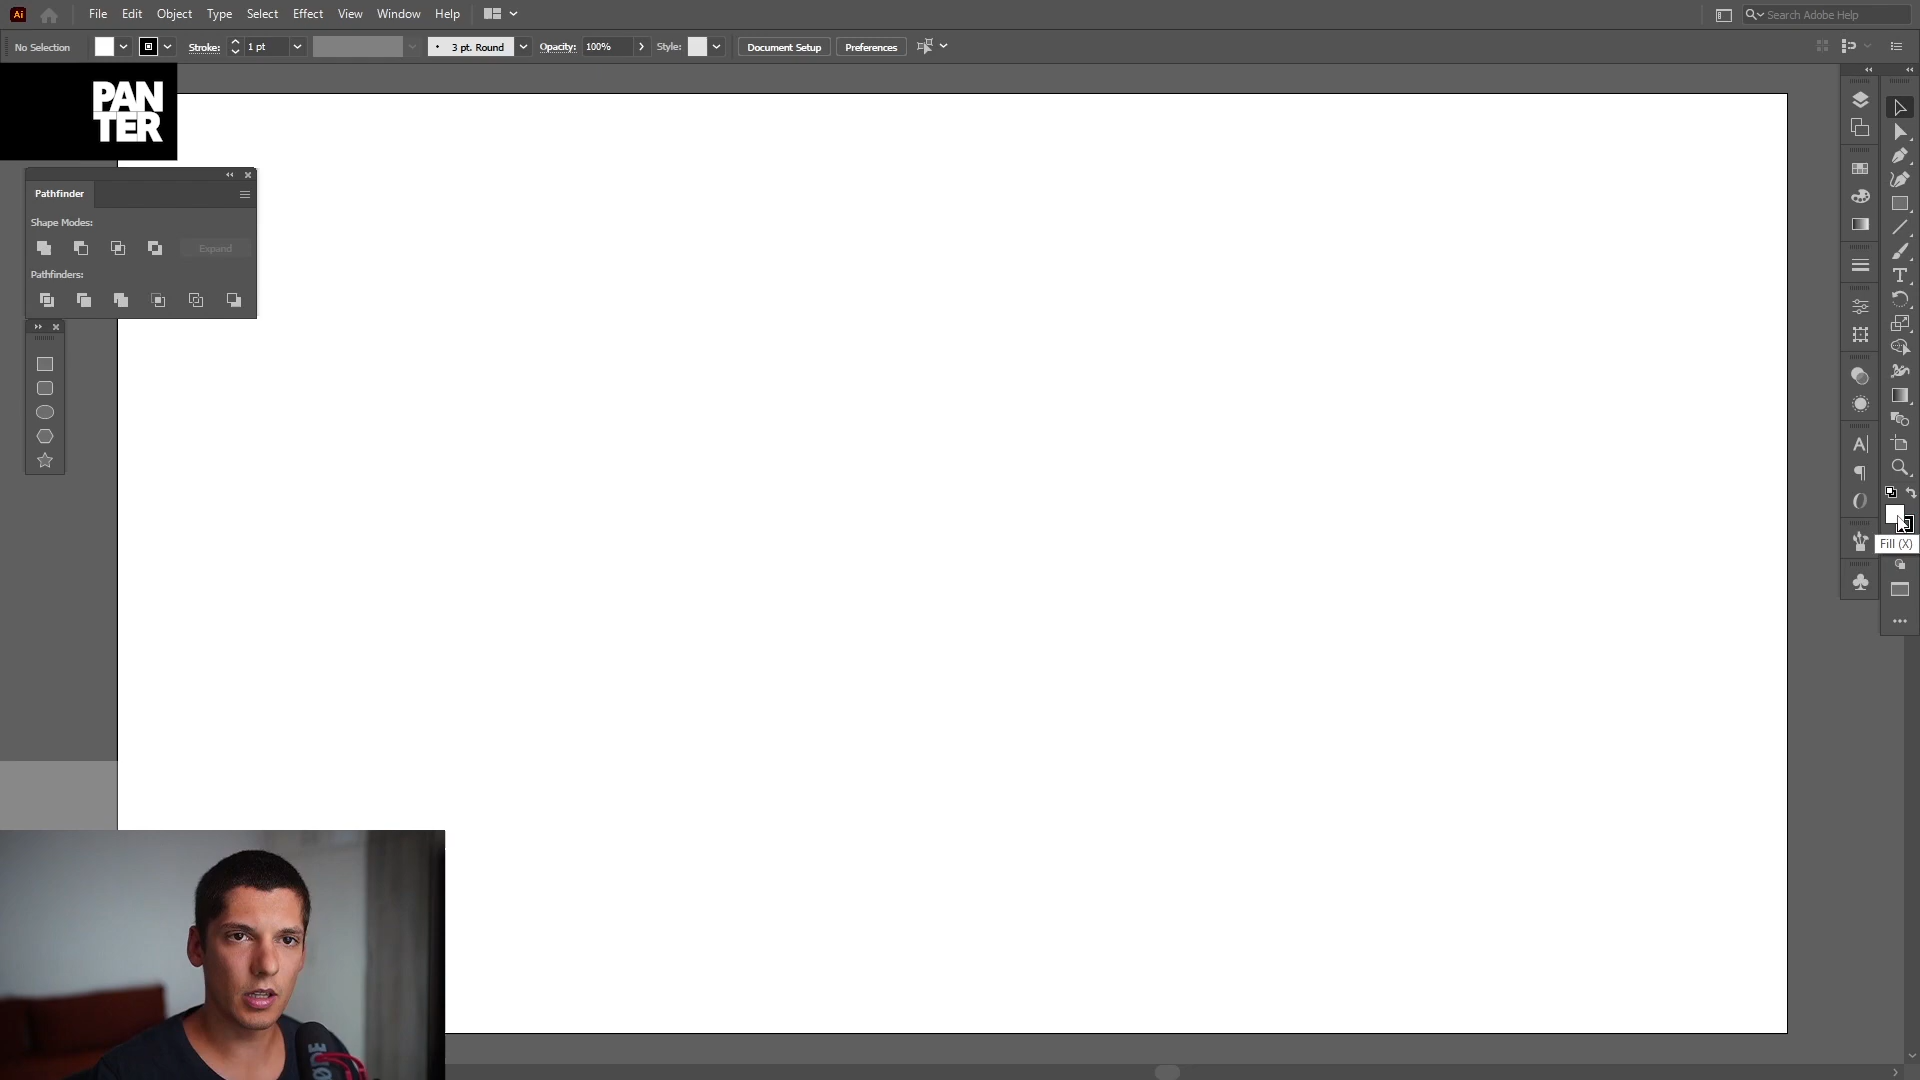 Ai
File Edit Object Type Select Effect View Window Help
Search Adobe Help
No Selection
Stroke: 1 pt
3 pt. Round
Opacity: 100%
Style:
Document Setup
Preferences
PAN
TER
Pathfinder
Shape Modes:
Expand
Pathfinders:
Fill (X)